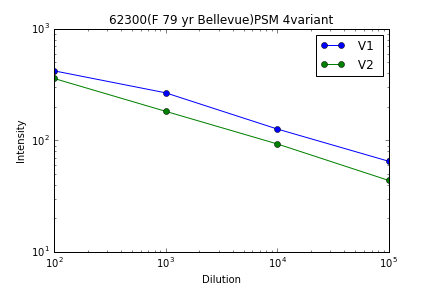 62300(F 79 yr Bellevue)PSM 4variant
10³
V1
V2
10²
Intensity
10¹
10² 10³ 10⁴ 10⁵
Dilution